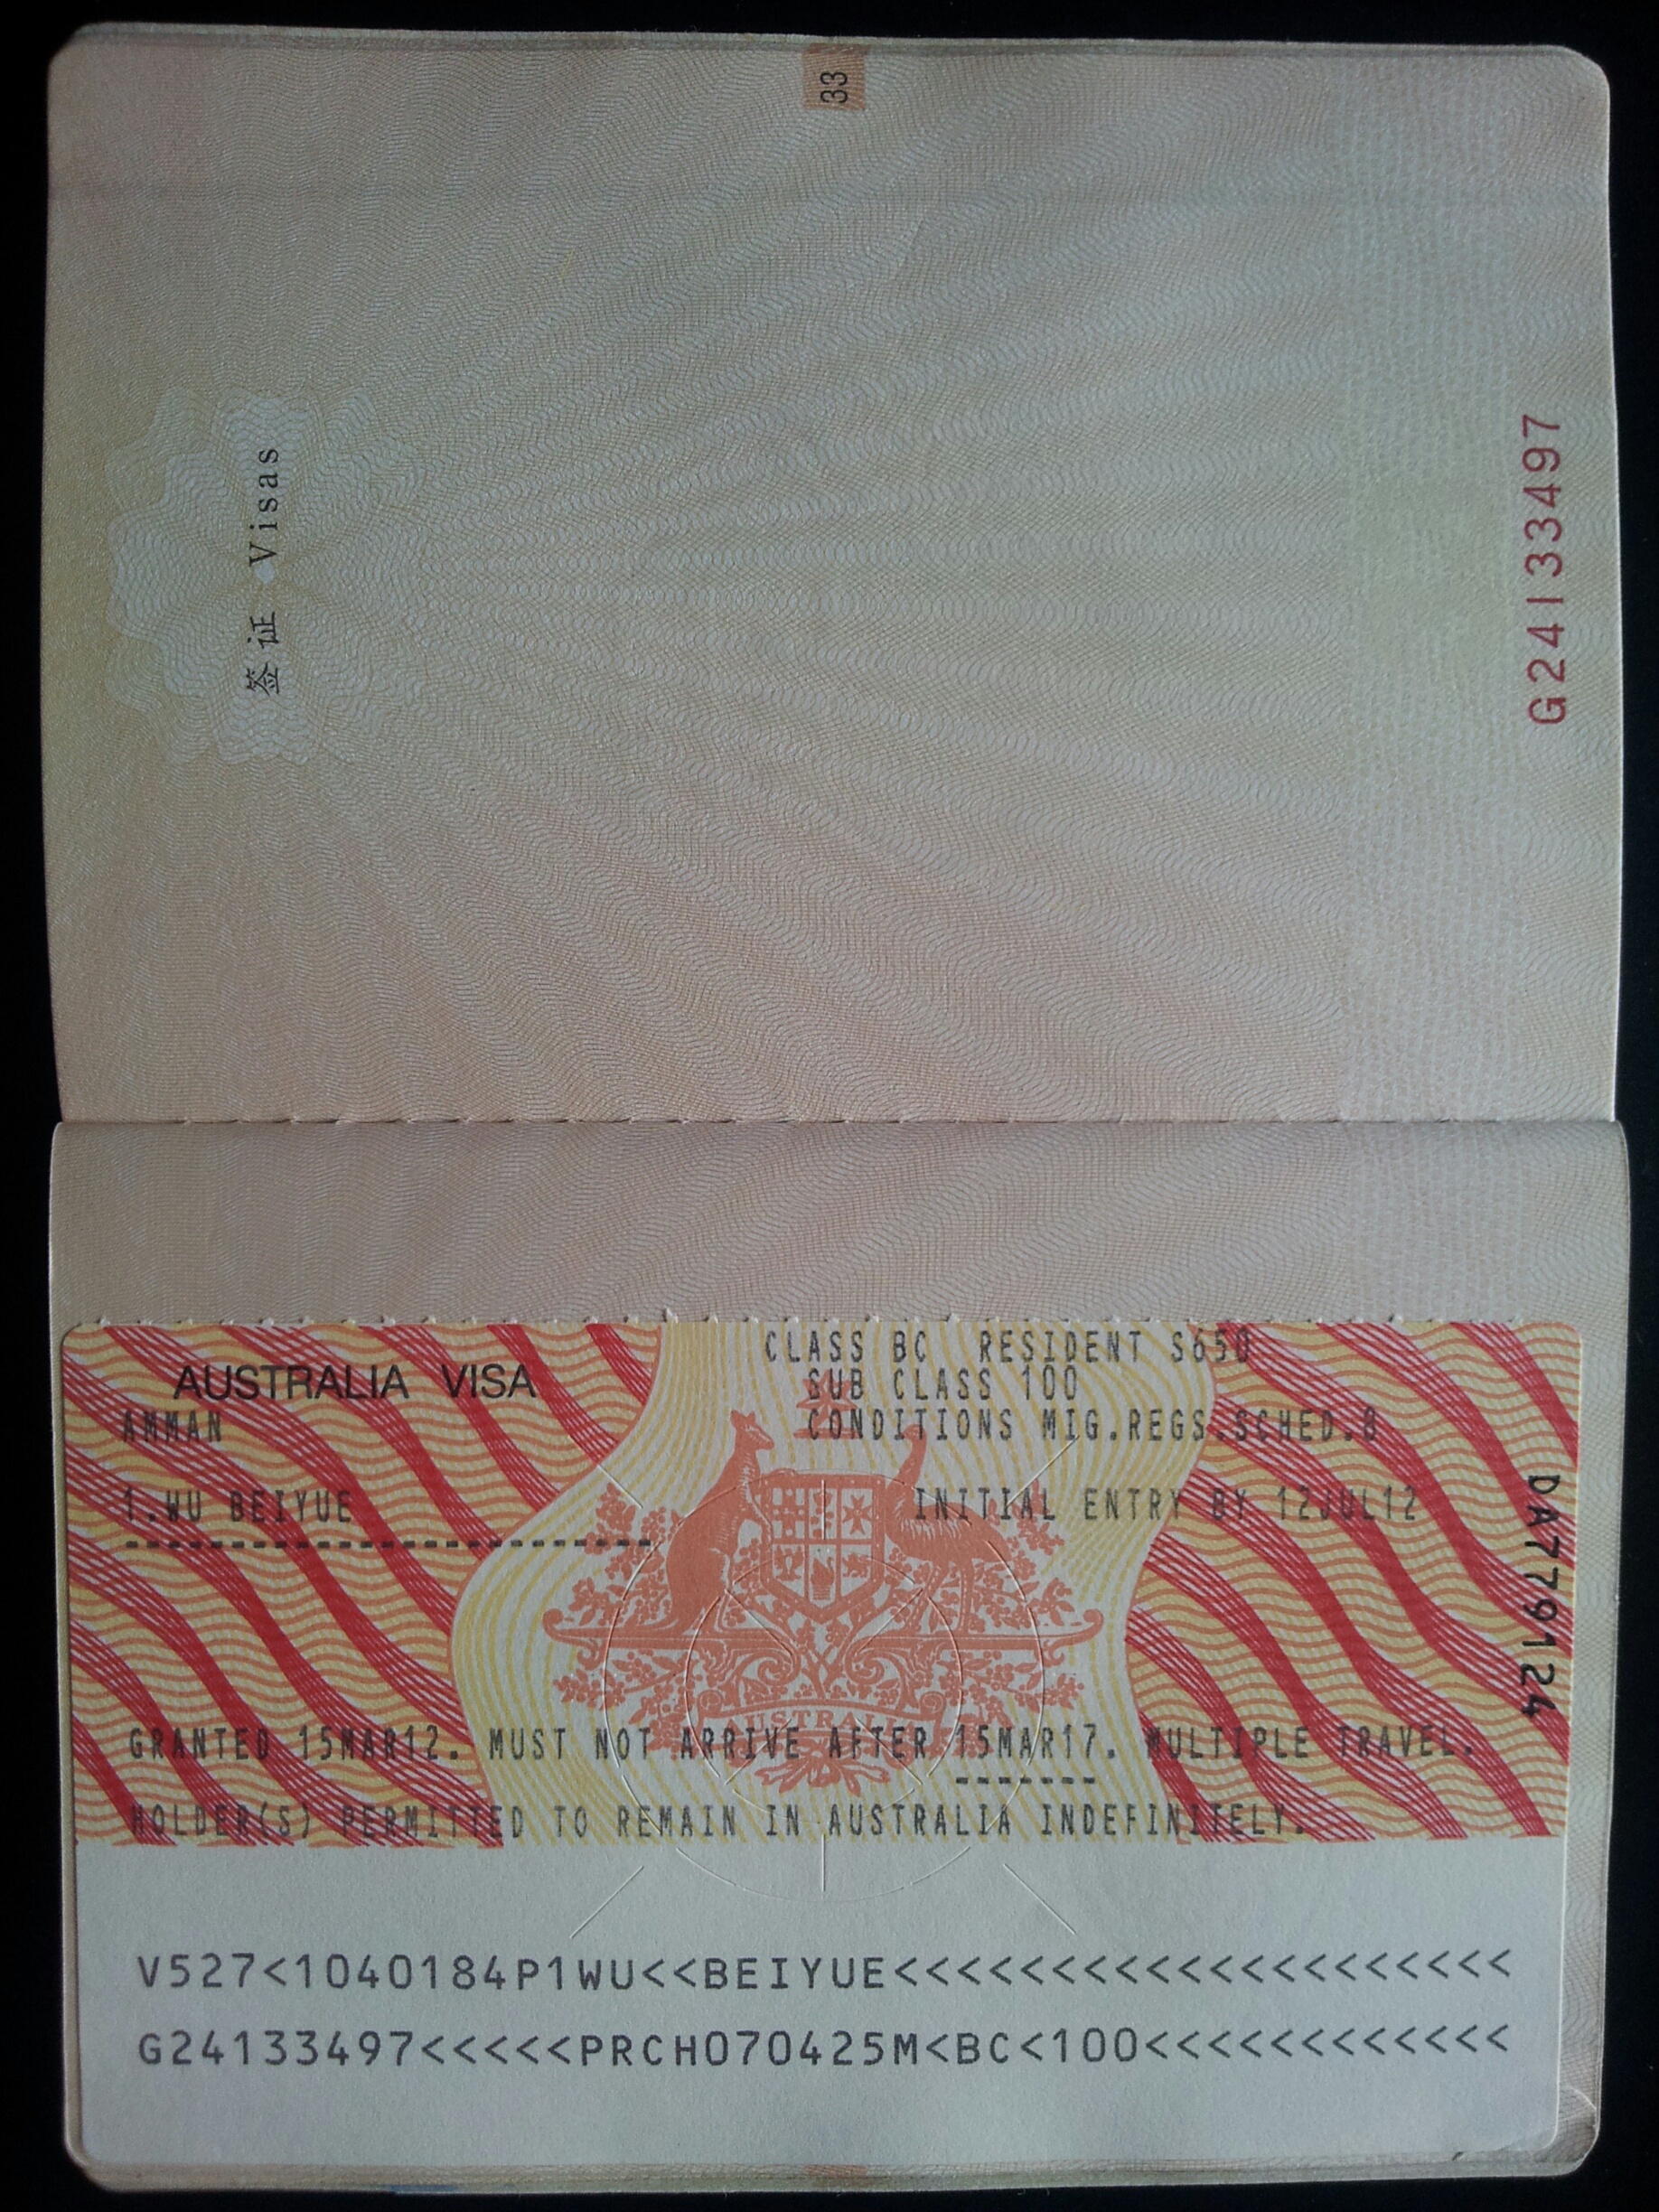 33
签证 Visas
G24133497
AUSTRALIA VISA
AMMAN
CLASS BC RESIDENT S650
SUB CLASS 100
CONDITIONS MIG.REGS.SCHED.8
1.WU BEIYUE
INITIAL ENTRY BY 12JUL12
DA779124
AUSTRALIA
GRANTED 15MAR12. MUST NOT ARRIVE AFTER 15MAR17. MULTIPLE TRAVEL.
HOLDER(S) PERMITTED TO REMAIN IN AUSTRALIA INDEFINITELY.
V527<1040184P1WU<<BEIYUE<<<<<<<<<<<<<<<<<<<<<
G24133497<<<<<PRCH070425M<BC<100<<<<<<<<<<<<